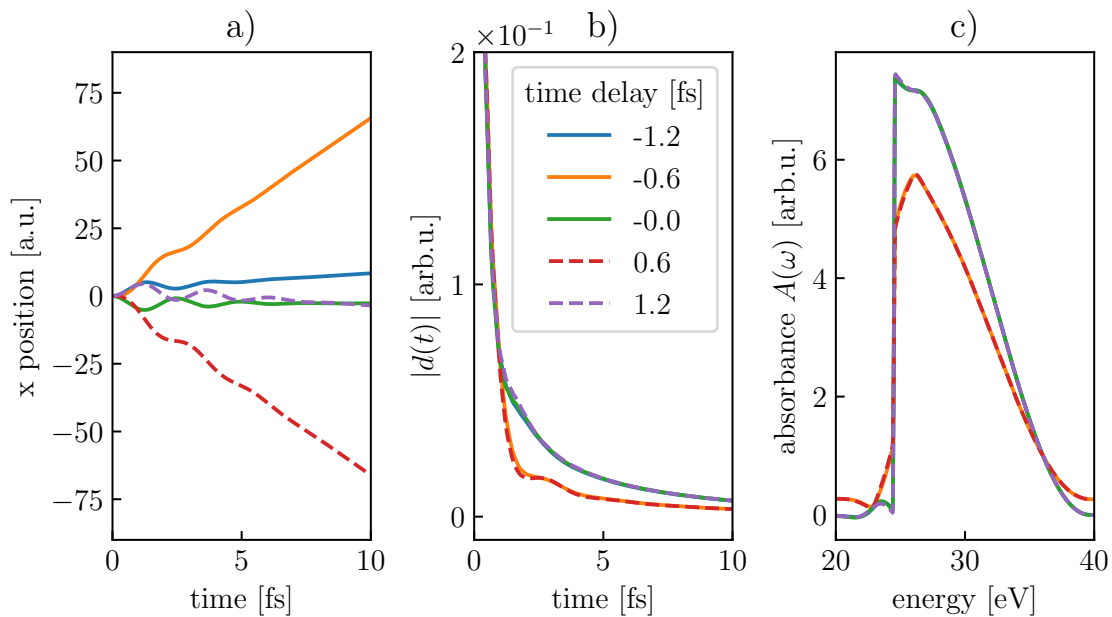 a)
x position [a.u.]
75
50
25
0
−25
−50
−75
0
5
10
time [fs]
b)
×10⁻¹
|d(t)| [arb.u.]
2
1
0
time delay [fs]
-1.2
-0.6
-0.0
0.6
1.2
0
5
10
time [fs]
c)
absorbance A(ω) [arb.u.]
6
4
2
0
20
30
40
energy [eV]